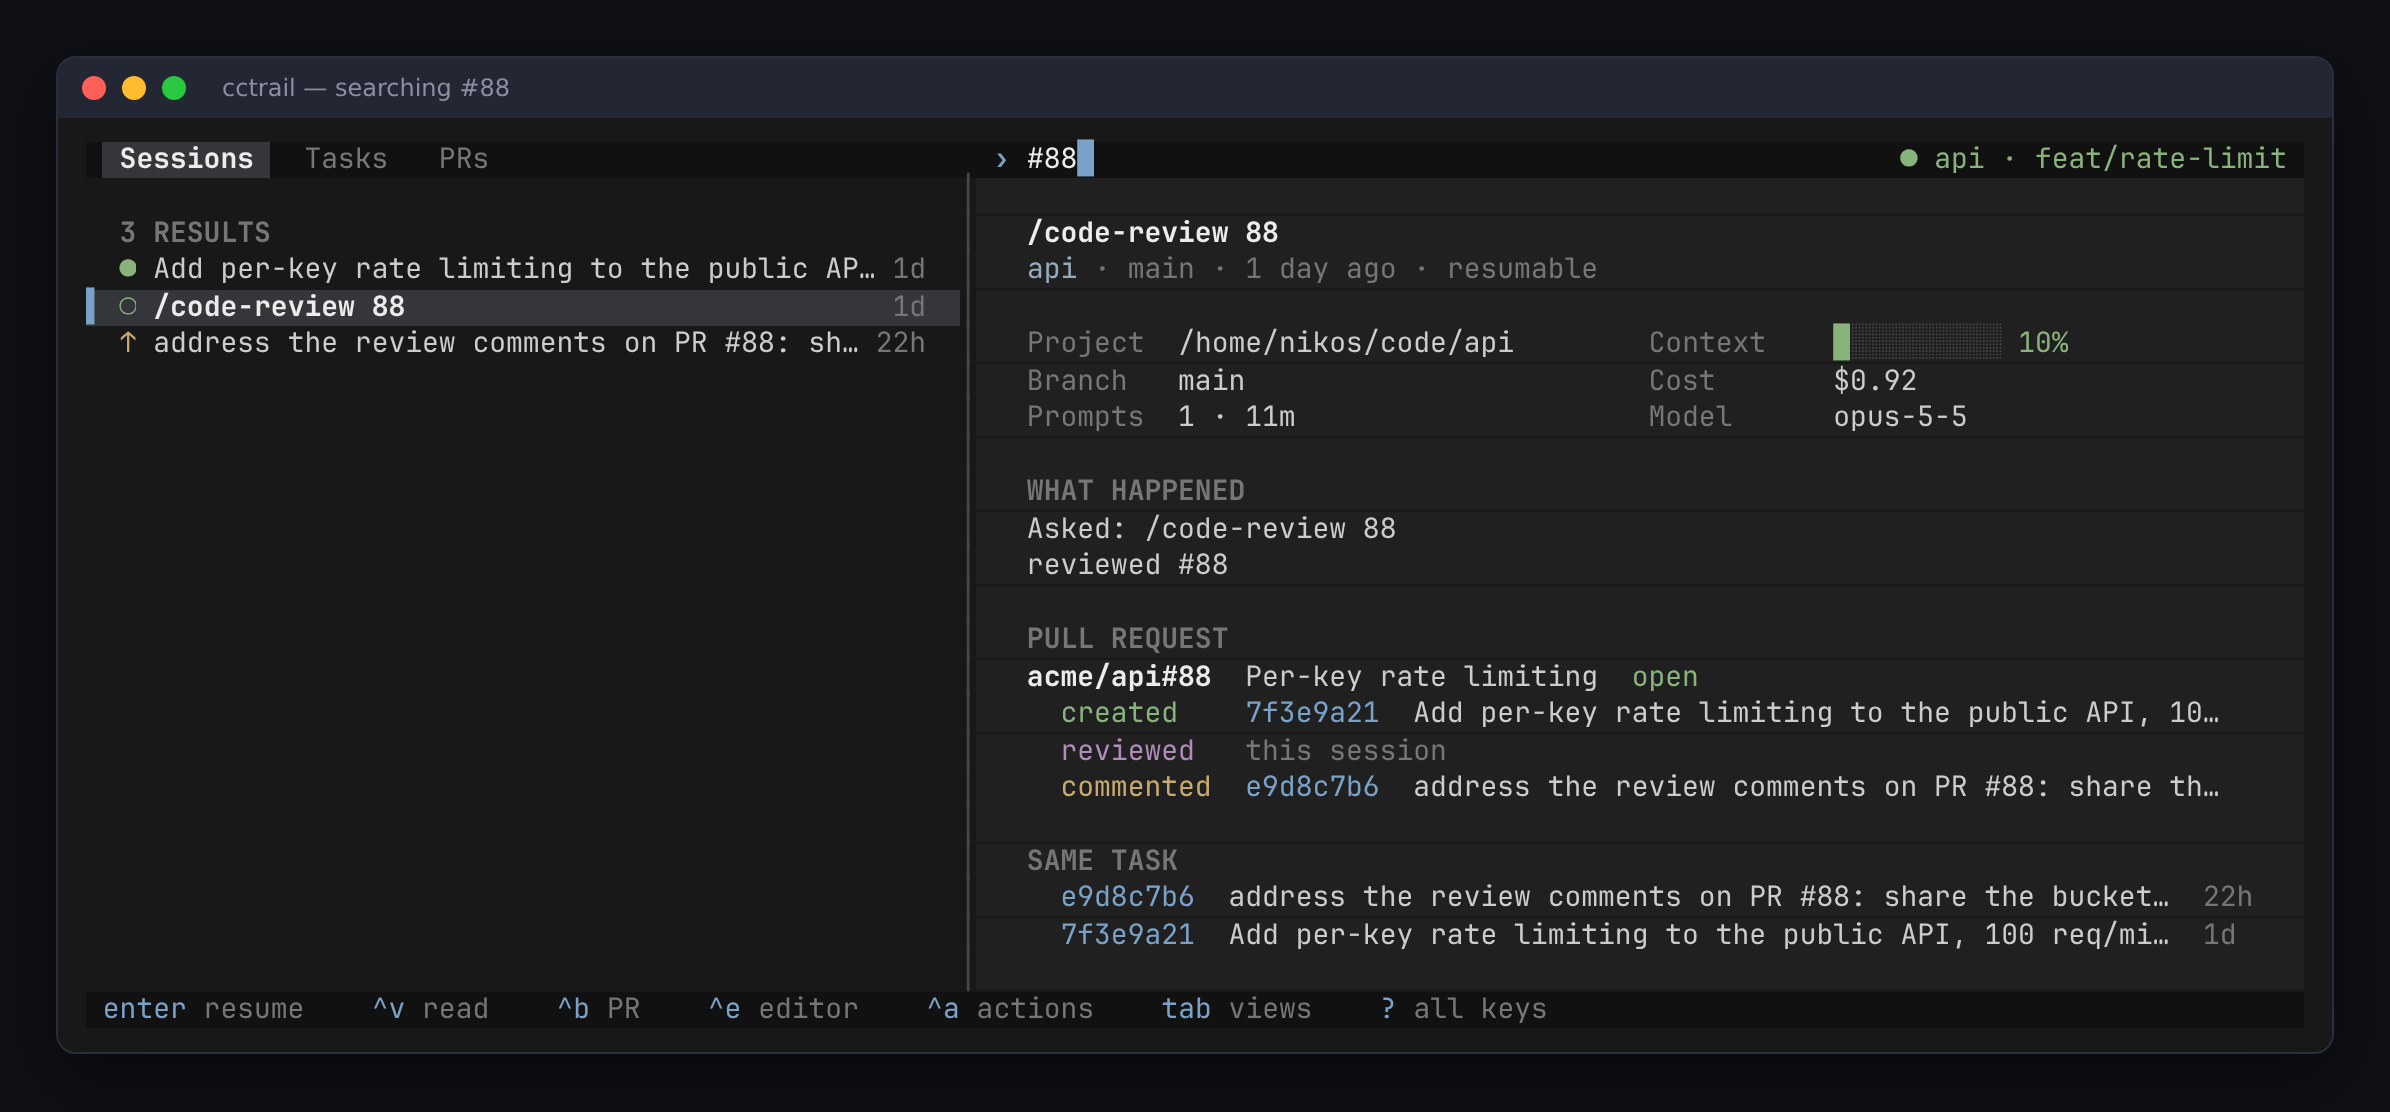 cctrail — searching #88
Sessions Tasks PRs
› #88
● api · feat/rate-limit
3 RESULTS
● Add per-key rate limiting to the public AP… 1d
○ /code-review 88 1d
↑ address the review comments on PR #88: sh… 22h
/code-review 88
api · main · 1 day ago · resumable
Project /home/nikos/code/api Context 10%
Branch main Cost $0.92
Prompts 1 · 11m Model opus-5-5
WHAT HAPPENED
Asked: /code-review 88
reviewed #88
PULL REQUEST
acme/api#88 Per-key rate limiting open
created 7f3e9a21 Add per-key rate limiting to the public API, 10…
reviewed this session
commented e9d8c7b6 address the review comments on PR #88: share th…
SAME TASK
e9d8c7b6 address the review comments on PR #88: share the bucket… 22h
7f3e9a21 Add per-key rate limiting to the public API, 100 req/mi… 1d
enter resume ^v read ^b PR ^e editor ^a actions tab views ? all keys